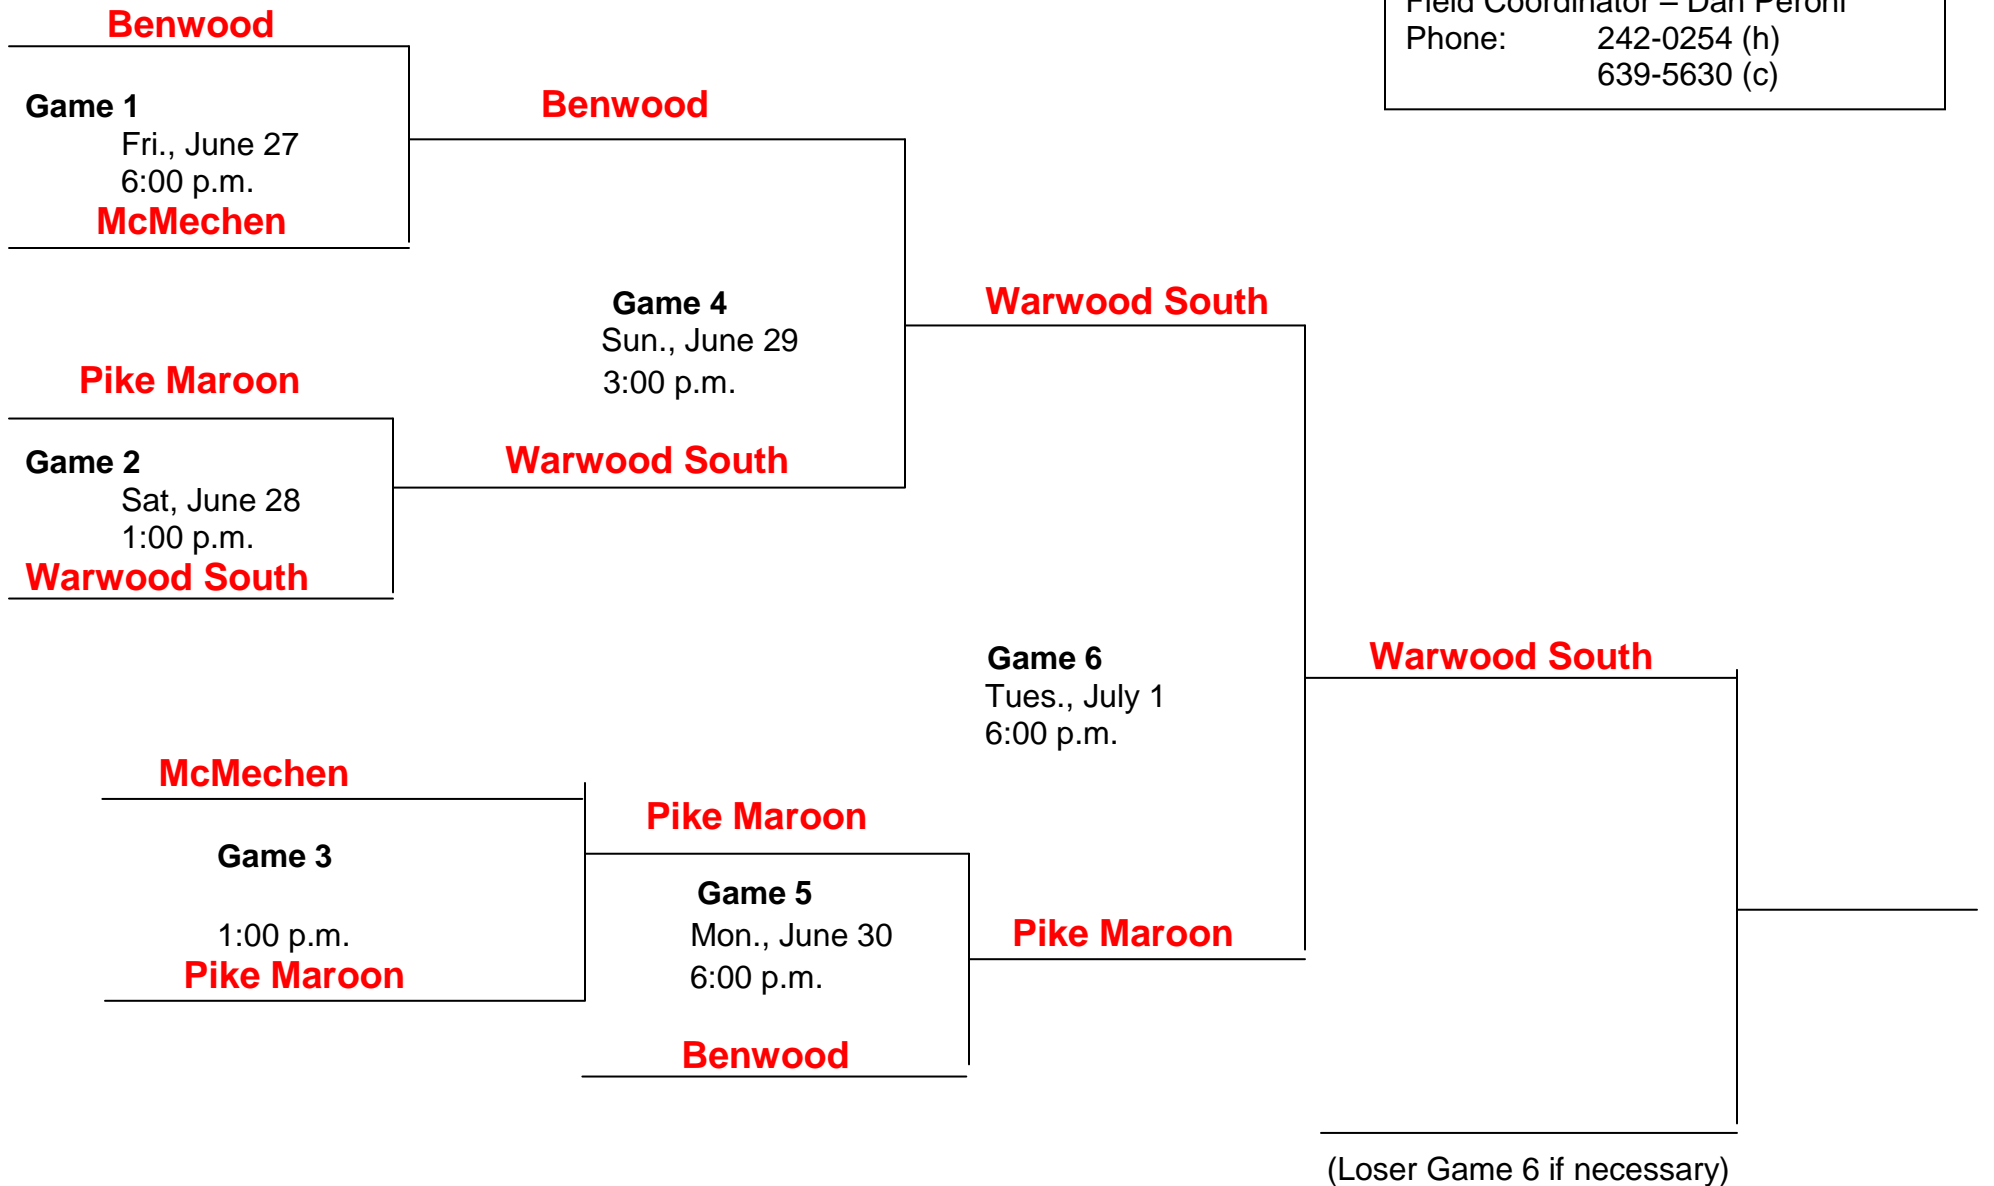 Benwood
Field Coordinator – Dan Peroni
Phone: 242-0254 (h)
639-5630 (c)
Game 1
Fri., June 27
6:00 p.m.
McMechen
Benwood
Game 4
Sun., June 29
3:00 p.m.
Warwood South
Pike Maroon
Game 2
Sat, June 28
1:00 p.m.
Warwood South
Warwood South
Game 6
Tues., July 1
6:00 p.m.
Warwood South
McMechen
Game 3
1:00 p.m.
Pike Maroon
Pike Maroon
Game 5
Mon., June 30
6:00 p.m.
Benwood
Pike Maroon
(Loser Game 6 if necessary)